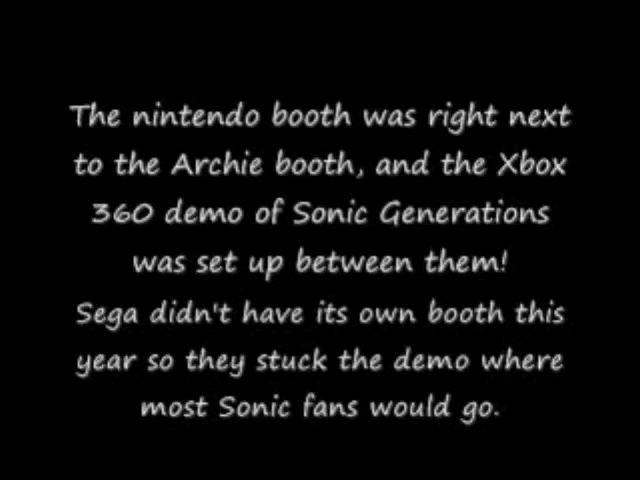 The nintendo booth was right next
to the Archie booth, and the Xbox
360 demo of Sonic Generations
was set up between them!
Sega didn't have its own booth this
year so they stuck the demo where
most Sonic fans would go.